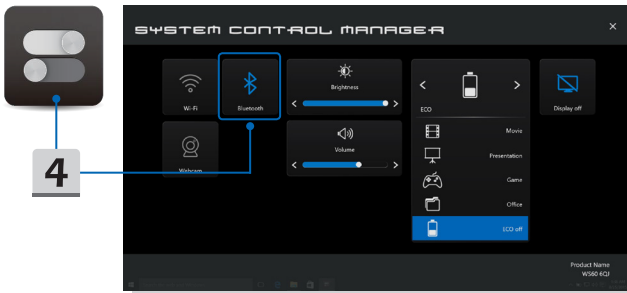 SYSTEM CONTROL MANAGER
Wi-Fi
Bluetooth
Brightness
ECO
Display off
Webcam
Volume
Movie
Presentation
Game
Office
ECO off
4
Product Name
WS60 6QJ